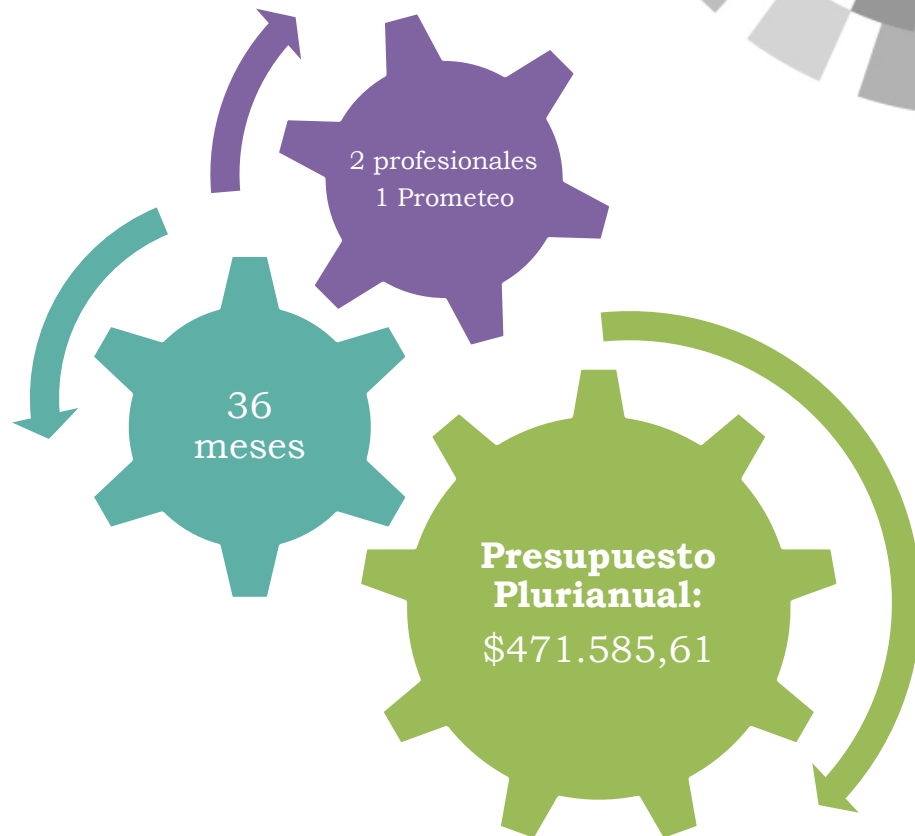 2 profesionales
1 Prometeo
36
meses
Presupuesto
Plurianual:
$471.585,61